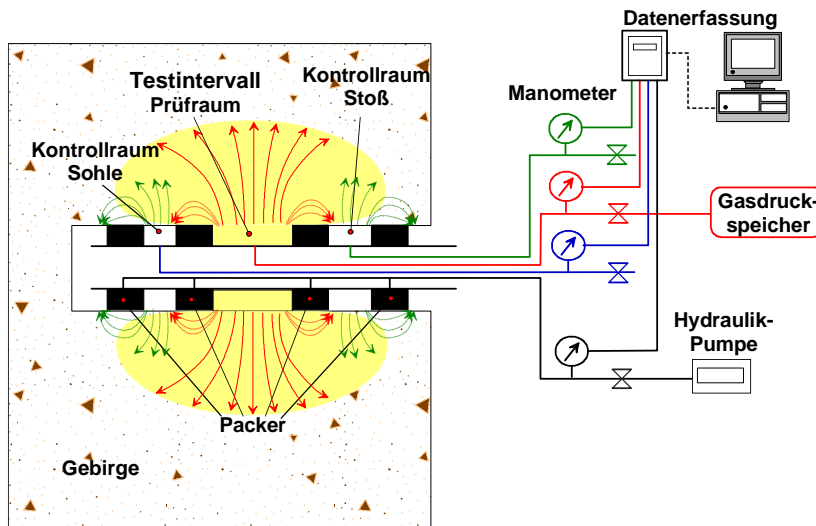 Datenerfassung
Testintervall
Prüfraum
Kontrollraum
Stoß
Manometer
Kontrollraum
Sohle
Gasdruck-
speicher
Hydraulik-
Pumpe
Packer
Gebirge